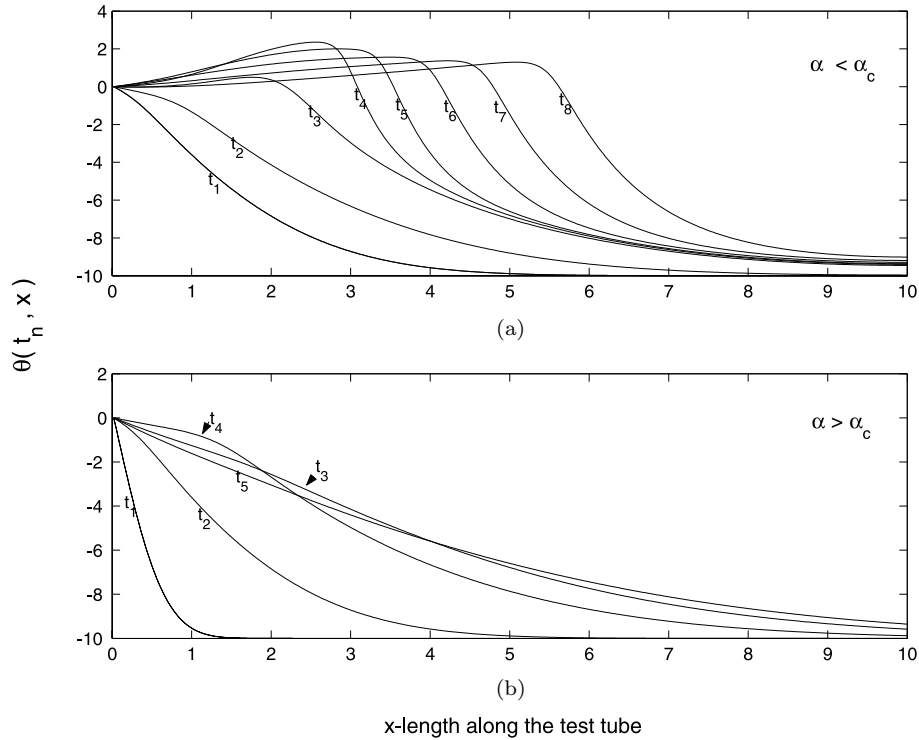 4
2
0
-2
-4
-6
-8
-10
0 1 2 3 4 5 6 7 8 9 10
α < α_c
t_1
t_2
t_3
t_4
t_5
t_6
t_7
t_8
(a)
θ( t_n , x )
2
0
-2
-4
-6
-8
-10
0 1 2 3 4 5 6 7 8 9 10
α > α_c
t_1
t_2
t_3
t_4
t_5
(b)
x-length along the test tube